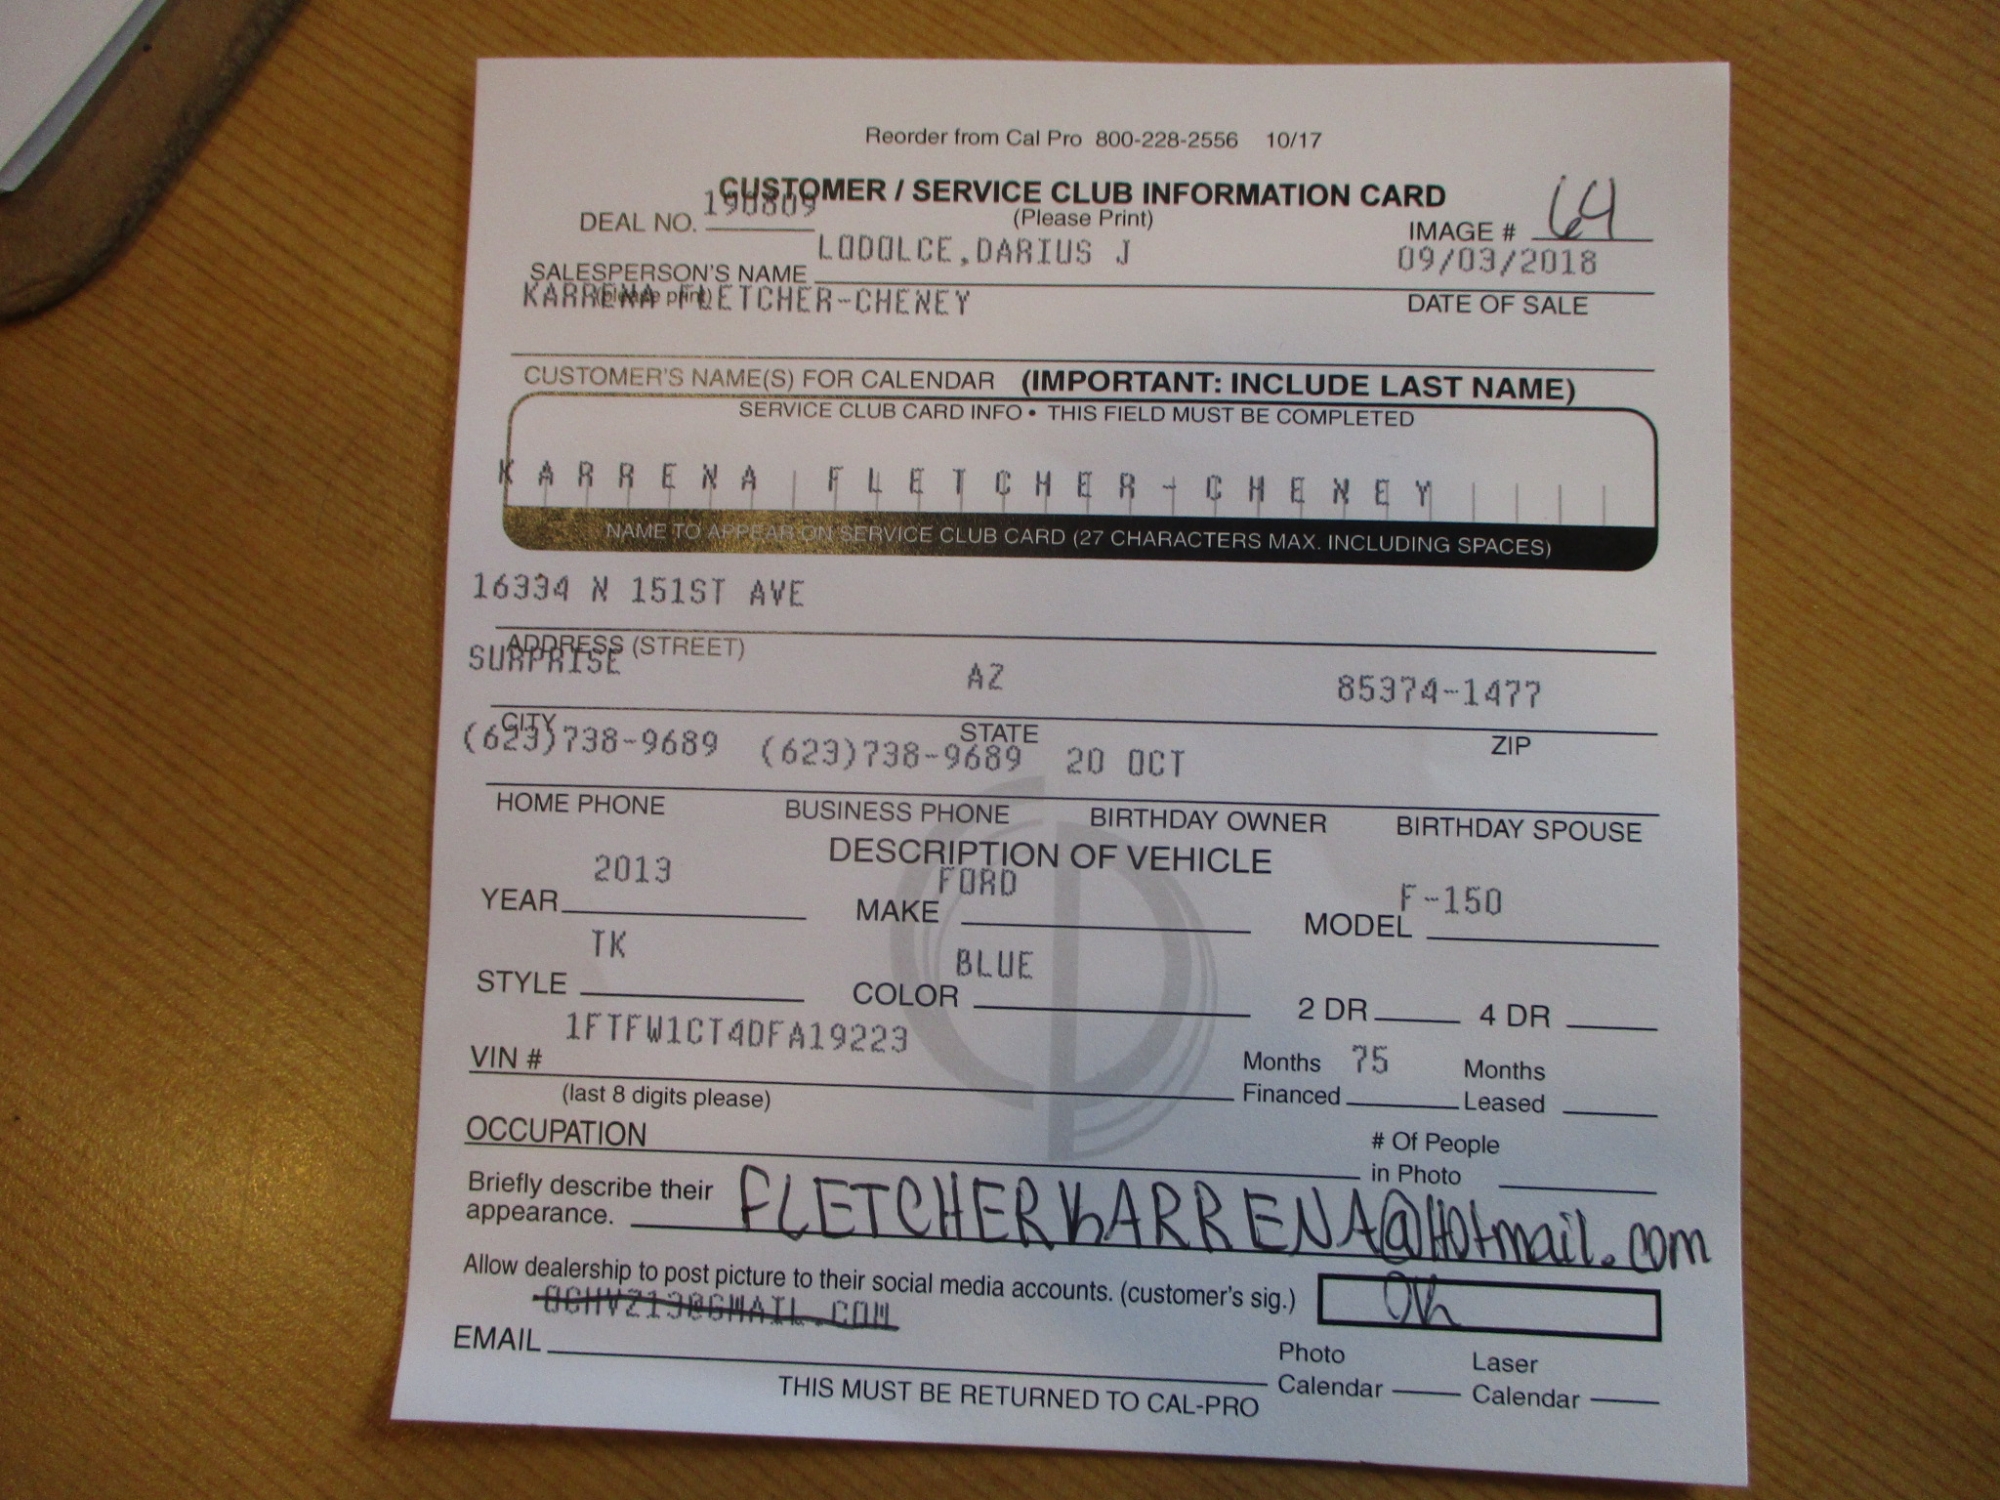 Reorder from Cal Pro 800-228-2556 10/17
CUSTOMER / SERVICE CLUB INFORMATION CARD
(Please Print)
DEAL NO. 190809
IMAGE # 64
SALESPERSON'S NAME LODOLCE,DARIUS J 09/03/2018
(please print) DATE OF SALE
KARRENA FLETCHER-CHENEY
CUSTOMER'S NAME(S) FOR CALENDAR (IMPORTANT: INCLUDE LAST NAME)
SERVICE CLUB CARD INFO • THIS FIELD MUST BE COMPLETED
KARRENA FLETCHER-CHENEY
NAME TO APPEAR ON SERVICE CLUB CARD (27 CHARACTERS MAX. INCLUDING SPACES)
16334 N 151ST AVE
ADDRESS (STREET)
SURPRISE AZ 85374-1477
CITY STATE ZIP
(623)738-9689 (623)738-9689 20 OCT
HOME PHONE BUSINESS PHONE BIRTHDAY OWNER BIRTHDAY SPOUSE
DESCRIPTION OF VEHICLE
YEAR 2013 MAKE FORD MODEL F-150
STYLE TK COLOR BLUE 2 DR 4 DR
VIN # 1FTFW1CT4DFA19223 Months Financed 75 Months Leased
(last 8 digits please)
OCCUPATION # Of People in Photo
Briefly describe their appearance. FLETCHERKARRENA@Hotmail.com
Allow dealership to post picture to their social media accounts. (customer's sig.) OK
EMAIL
Photo Calendar Laser Calendar
THIS MUST BE RETURNED TO CAL-PRO